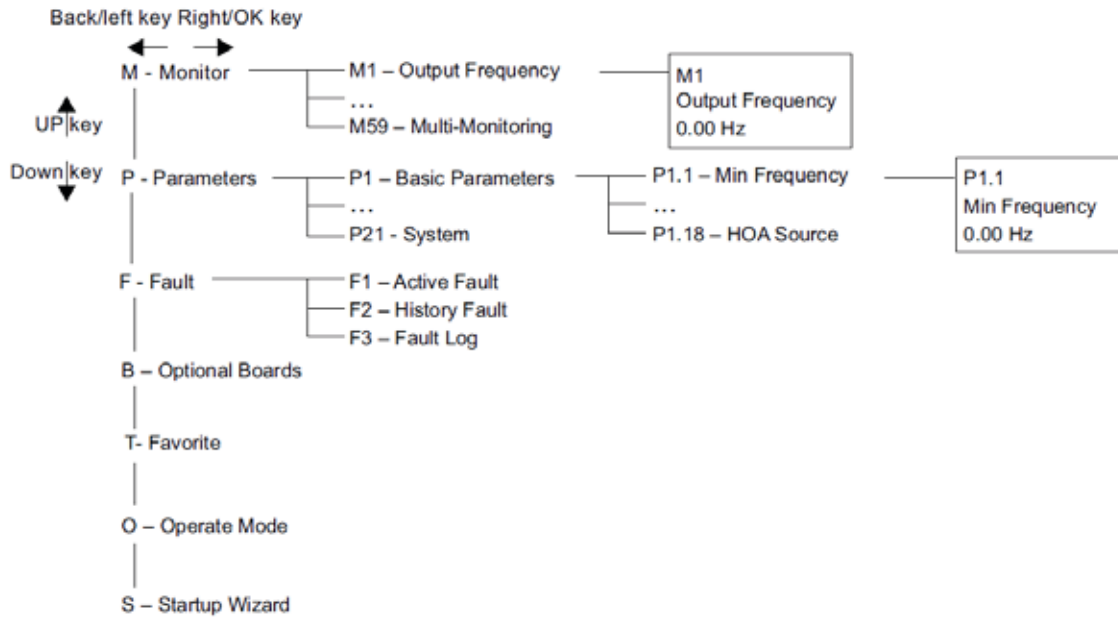 Back/left key Right/OK key
M - Monitor
M1 – Output Frequency
M1
Output Frequency
0.00 Hz
...
M59 – Multi-Monitoring
UP key
Down key
P - Parameters
P1 – Basic Parameters
P1.1 – Min Frequency
P1.1
Min Frequency
0.00 Hz
...
...
P21 - System
P1.18 – HOA Source
F - Fault
F1 – Active Fault
F2 – History Fault
F3 – Fault Log
B – Optional Boards
T- Favorite
O – Operate Mode
S – Startup Wizard